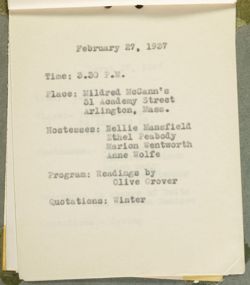 February 27, 1937
Time: 3.30 P.M.
Place: Mildred McCann's
31 Academy Street
Arlington, Mass.
Hostesses: Nellie Mansfield
Ethel Peabody
Marion Wentworth
Anne Wolfe
Program: Readings by
Olive Grover
Quotations: Winter